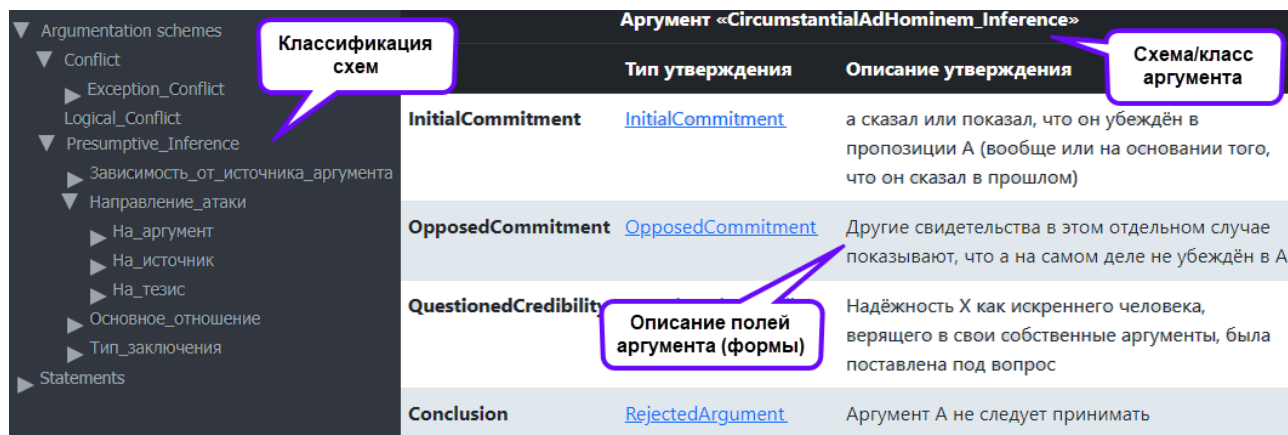 Argumentation schemes
Conflict
Exception_Conflict
Logical_Conflict
Presumptive_Inference
Зависимость_от_источника_аргумента
Направление_атаки
На_аргумент
На_источник
На_тезис
Основное_отношение
Тип_заключения
Statements
Классификация
схем
Аргумент «CircumstantialAdHominem_Inference»
Схема/класс
аргумента
Тип утверждения Описание утверждения
InitialCommitment InitialCommitment а сказал или показал, что он убеждён в
пропозиции А (вообще или на основании того,
что он сказал в прошлом)
OpposedCommitment OpposedCommitment Другие свидетельства в этом отдельном случае
показывают, что а на самом деле не убеждён в А
QuestionedCredibility Надёжность X как искреннего человека,
верящего в свои собственные аргументы, была
поставлена под вопрос
Описание полей
аргумента (формы)
Conclusion RejectedArgument Аргумент А не следует принимать